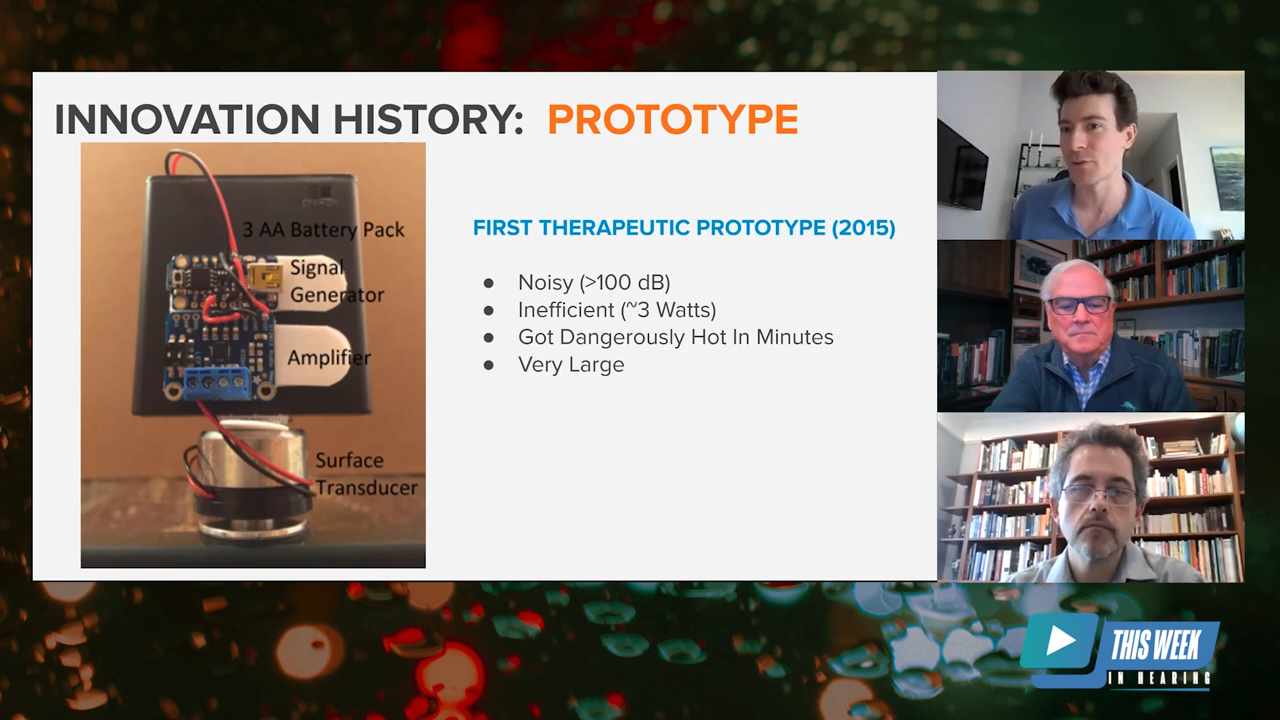 INNOVATION HISTORY: PROTOTYPE
3 AA Battery Pack
Signal
Generator
Amplifier
Surface
Transducer
FIRST THERAPEUTIC PROTOTYPE (2015)
● Noisy (>100 dB)
● Inefficient (~3 Watts)
● Got Dangerously Hot In Minutes
● Very Large
THIS WEEK
IN HEARING